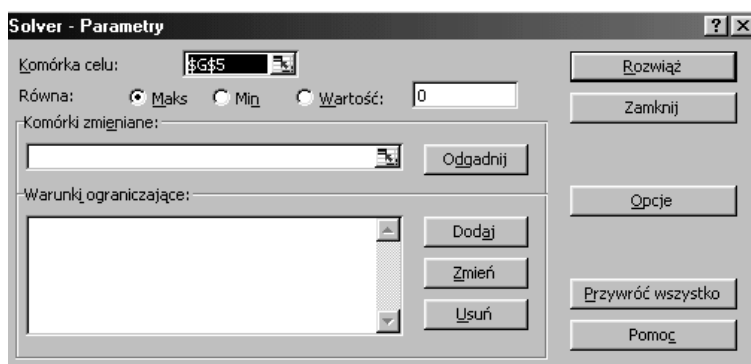 Solver - Parametry
Komórka celu: $G$5
Rozwiąż
Równa: Maks Min Wartość: 0
Zamknij
Komórki zmieniane:
Odgadnij
Warunki ograniczające:
Opcje
Dodaj
Zmień
Przywróć wszystko
Usuń
Pomoc